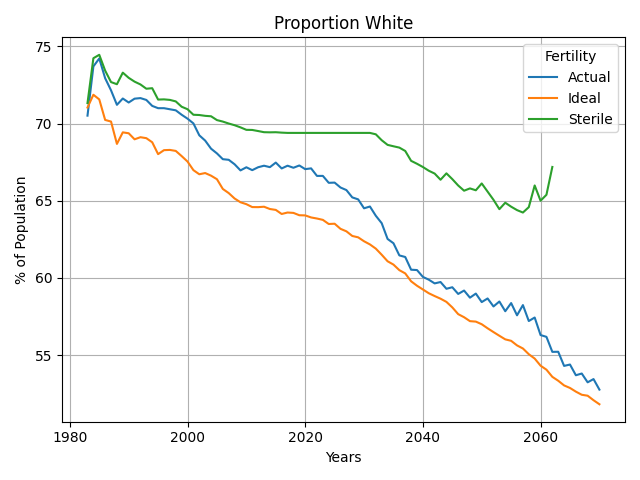 Proportion White
% of Population
75
70
65
60
55
Fertility
Actual
Ideal
Sterile
1980 2000 2020 2040 2060
Years